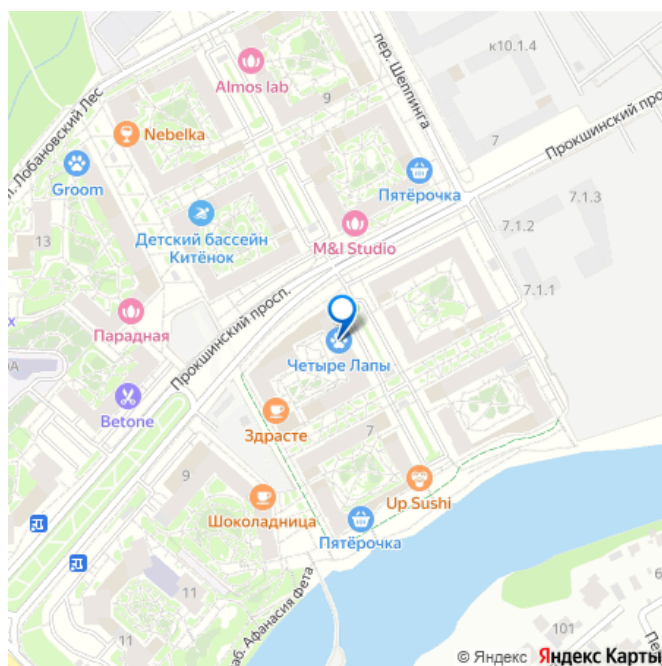 к10.1.4
пер. Шеппинга
Almos lab
9
Прокшинский про
Nebelka
7
Лобановский Лес
Groom
Пятёрочка
7.1.3
7.1.2
Детский бассейн
Китёнок
13
M&I Studio
7.1.1
Прокшинский просп.
Парадная
Четыре Лапы
Betone
Здрасте
7
9
Up Sushi
Шоколадница
Пятёрочка
наб. Афанасия Фета
11
11
101
6
© Яндекс Яндекс Карты